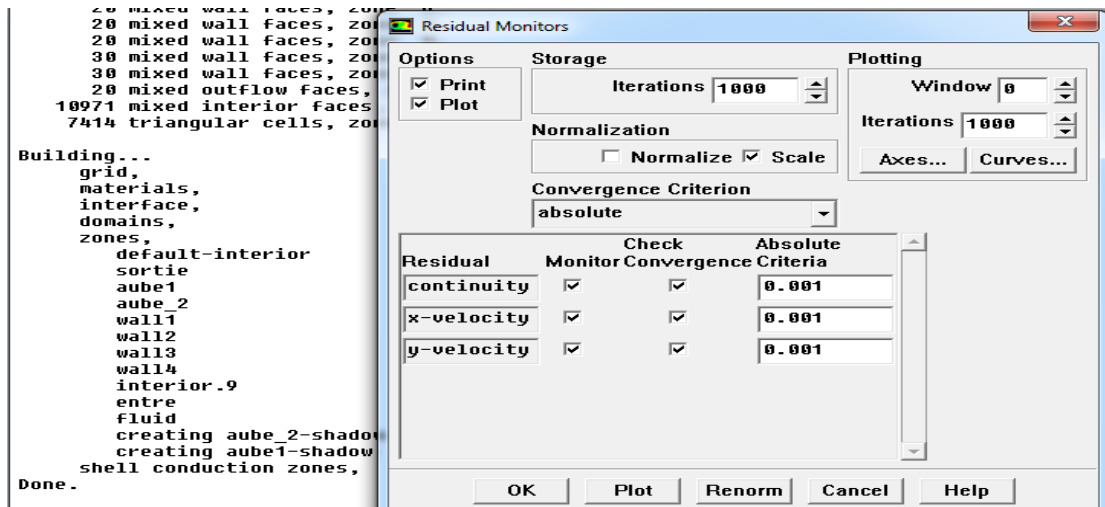 20 mixed wall faces, zone
20 mixed wall faces, zo
20 mixed wall faces, zo
30 mixed wall faces, zo
30 mixed wall faces, zo
20 mixed outflow faces,
10971 mixed interior faces
7414 triangular cells, zo
Building...
grid,
materials,
interface,
domains,
zones,
default-interior
sortie
aube1
aube_2
wall1
wall2
wall3
wall4
interior.9
entre
fluid
creating aube_2-shado
creating aube1-shadow
shell conduction zones,
Done.
Residual Monitors
Options
Print
Plot
Storage
Iterations 1000
Normalization
Normalize Scale
Convergence Criterion
absolute
Plotting
Window 0
Iterations 1000
Axes... Curves...
Check Absolute
Residual Monitor Convergence Criteria
continuity 0.001
x-velocity 0.001
y-velocity 0.001
OK Plot Renorm Cancel Help